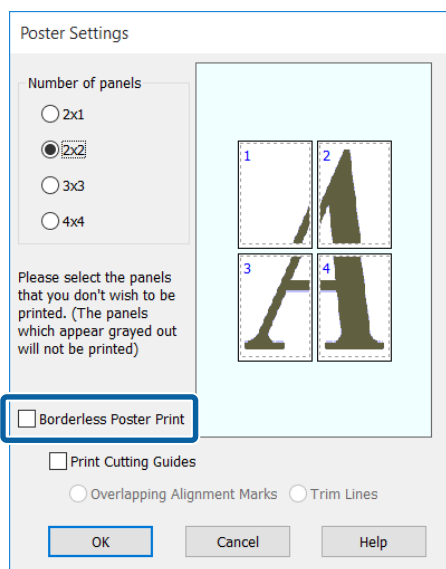 Poster Settings
Number of panels
2x1
2x2
3x3
4x4
1
2
3
4
Please select the panels
that you don't wish to be
printed. (The panels
which appear grayed out
will not be printed)
Borderless Poster Print
Print Cutting Guides
Overlapping Alignment Marks
Trim Lines
OK
Cancel
Help